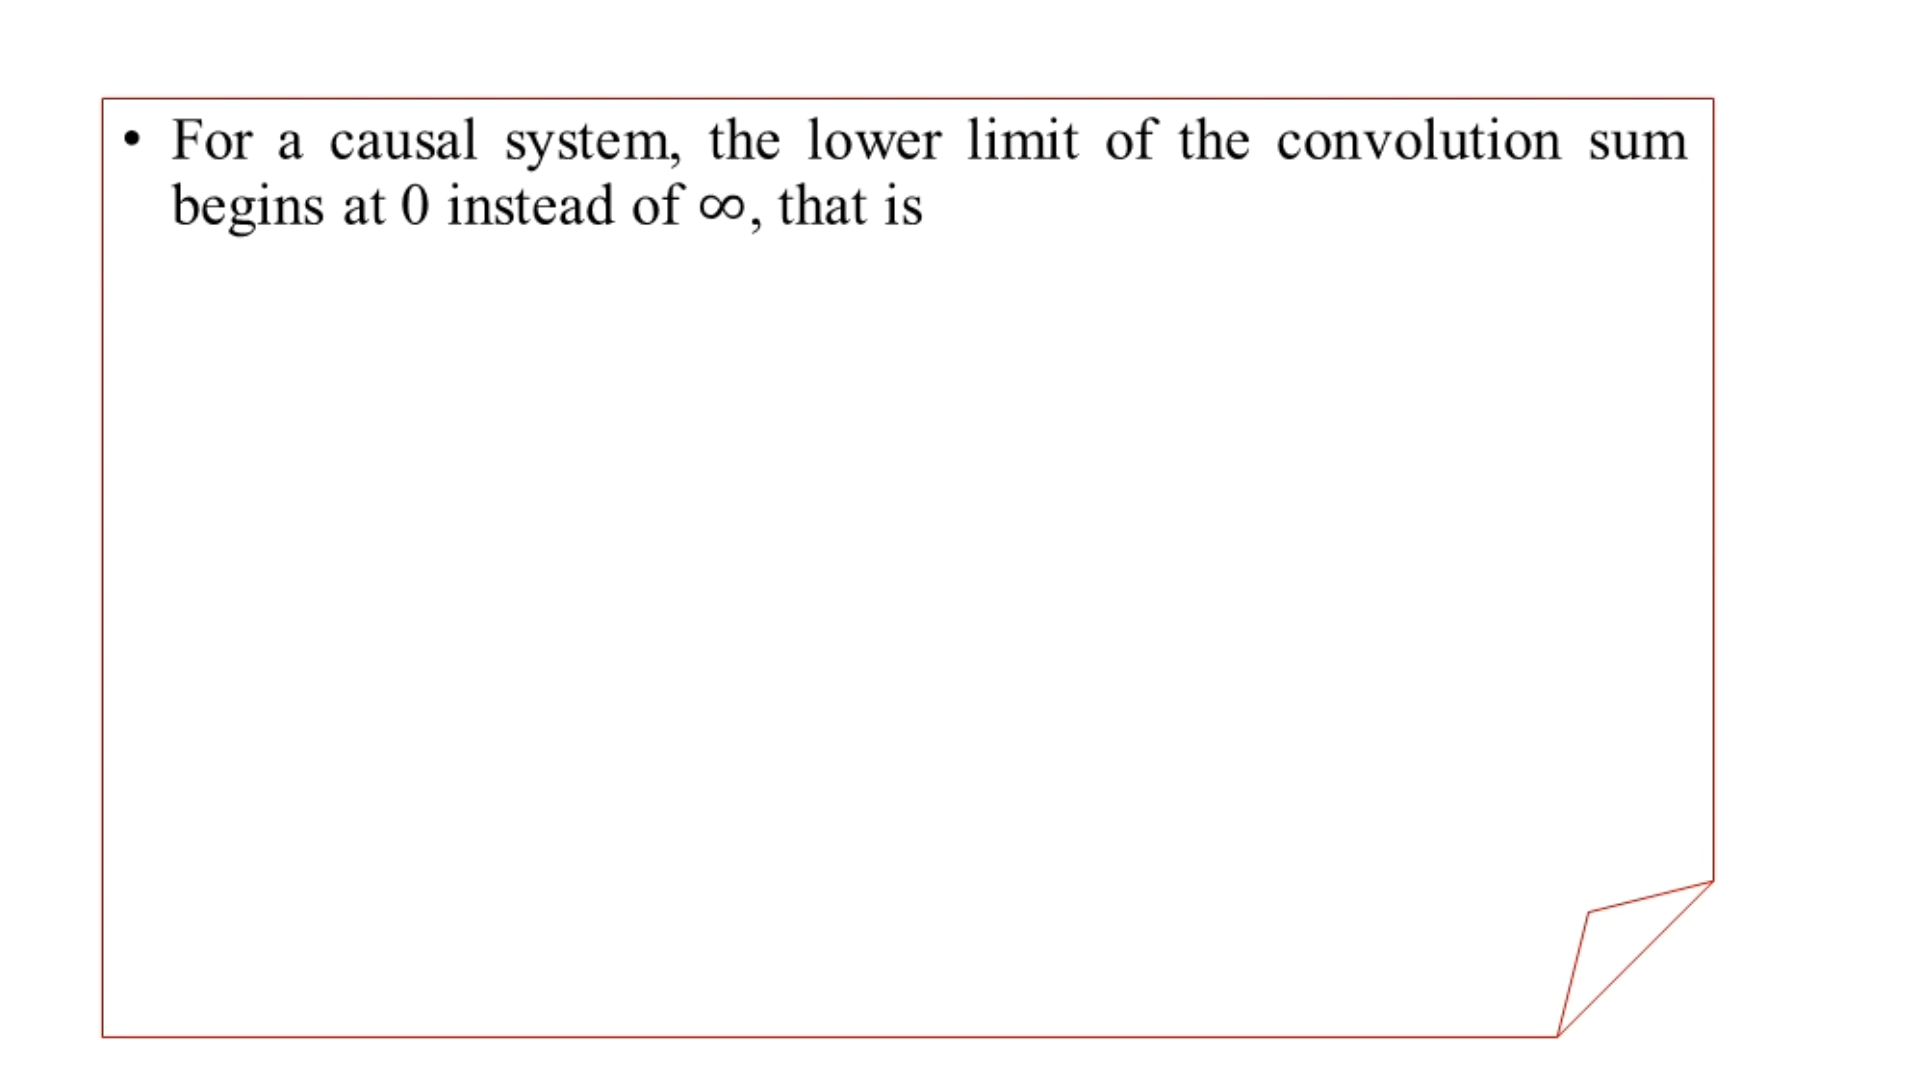 • For a causal system, the lower limit of the convolution sum
begins at 0 instead of ∞, that is